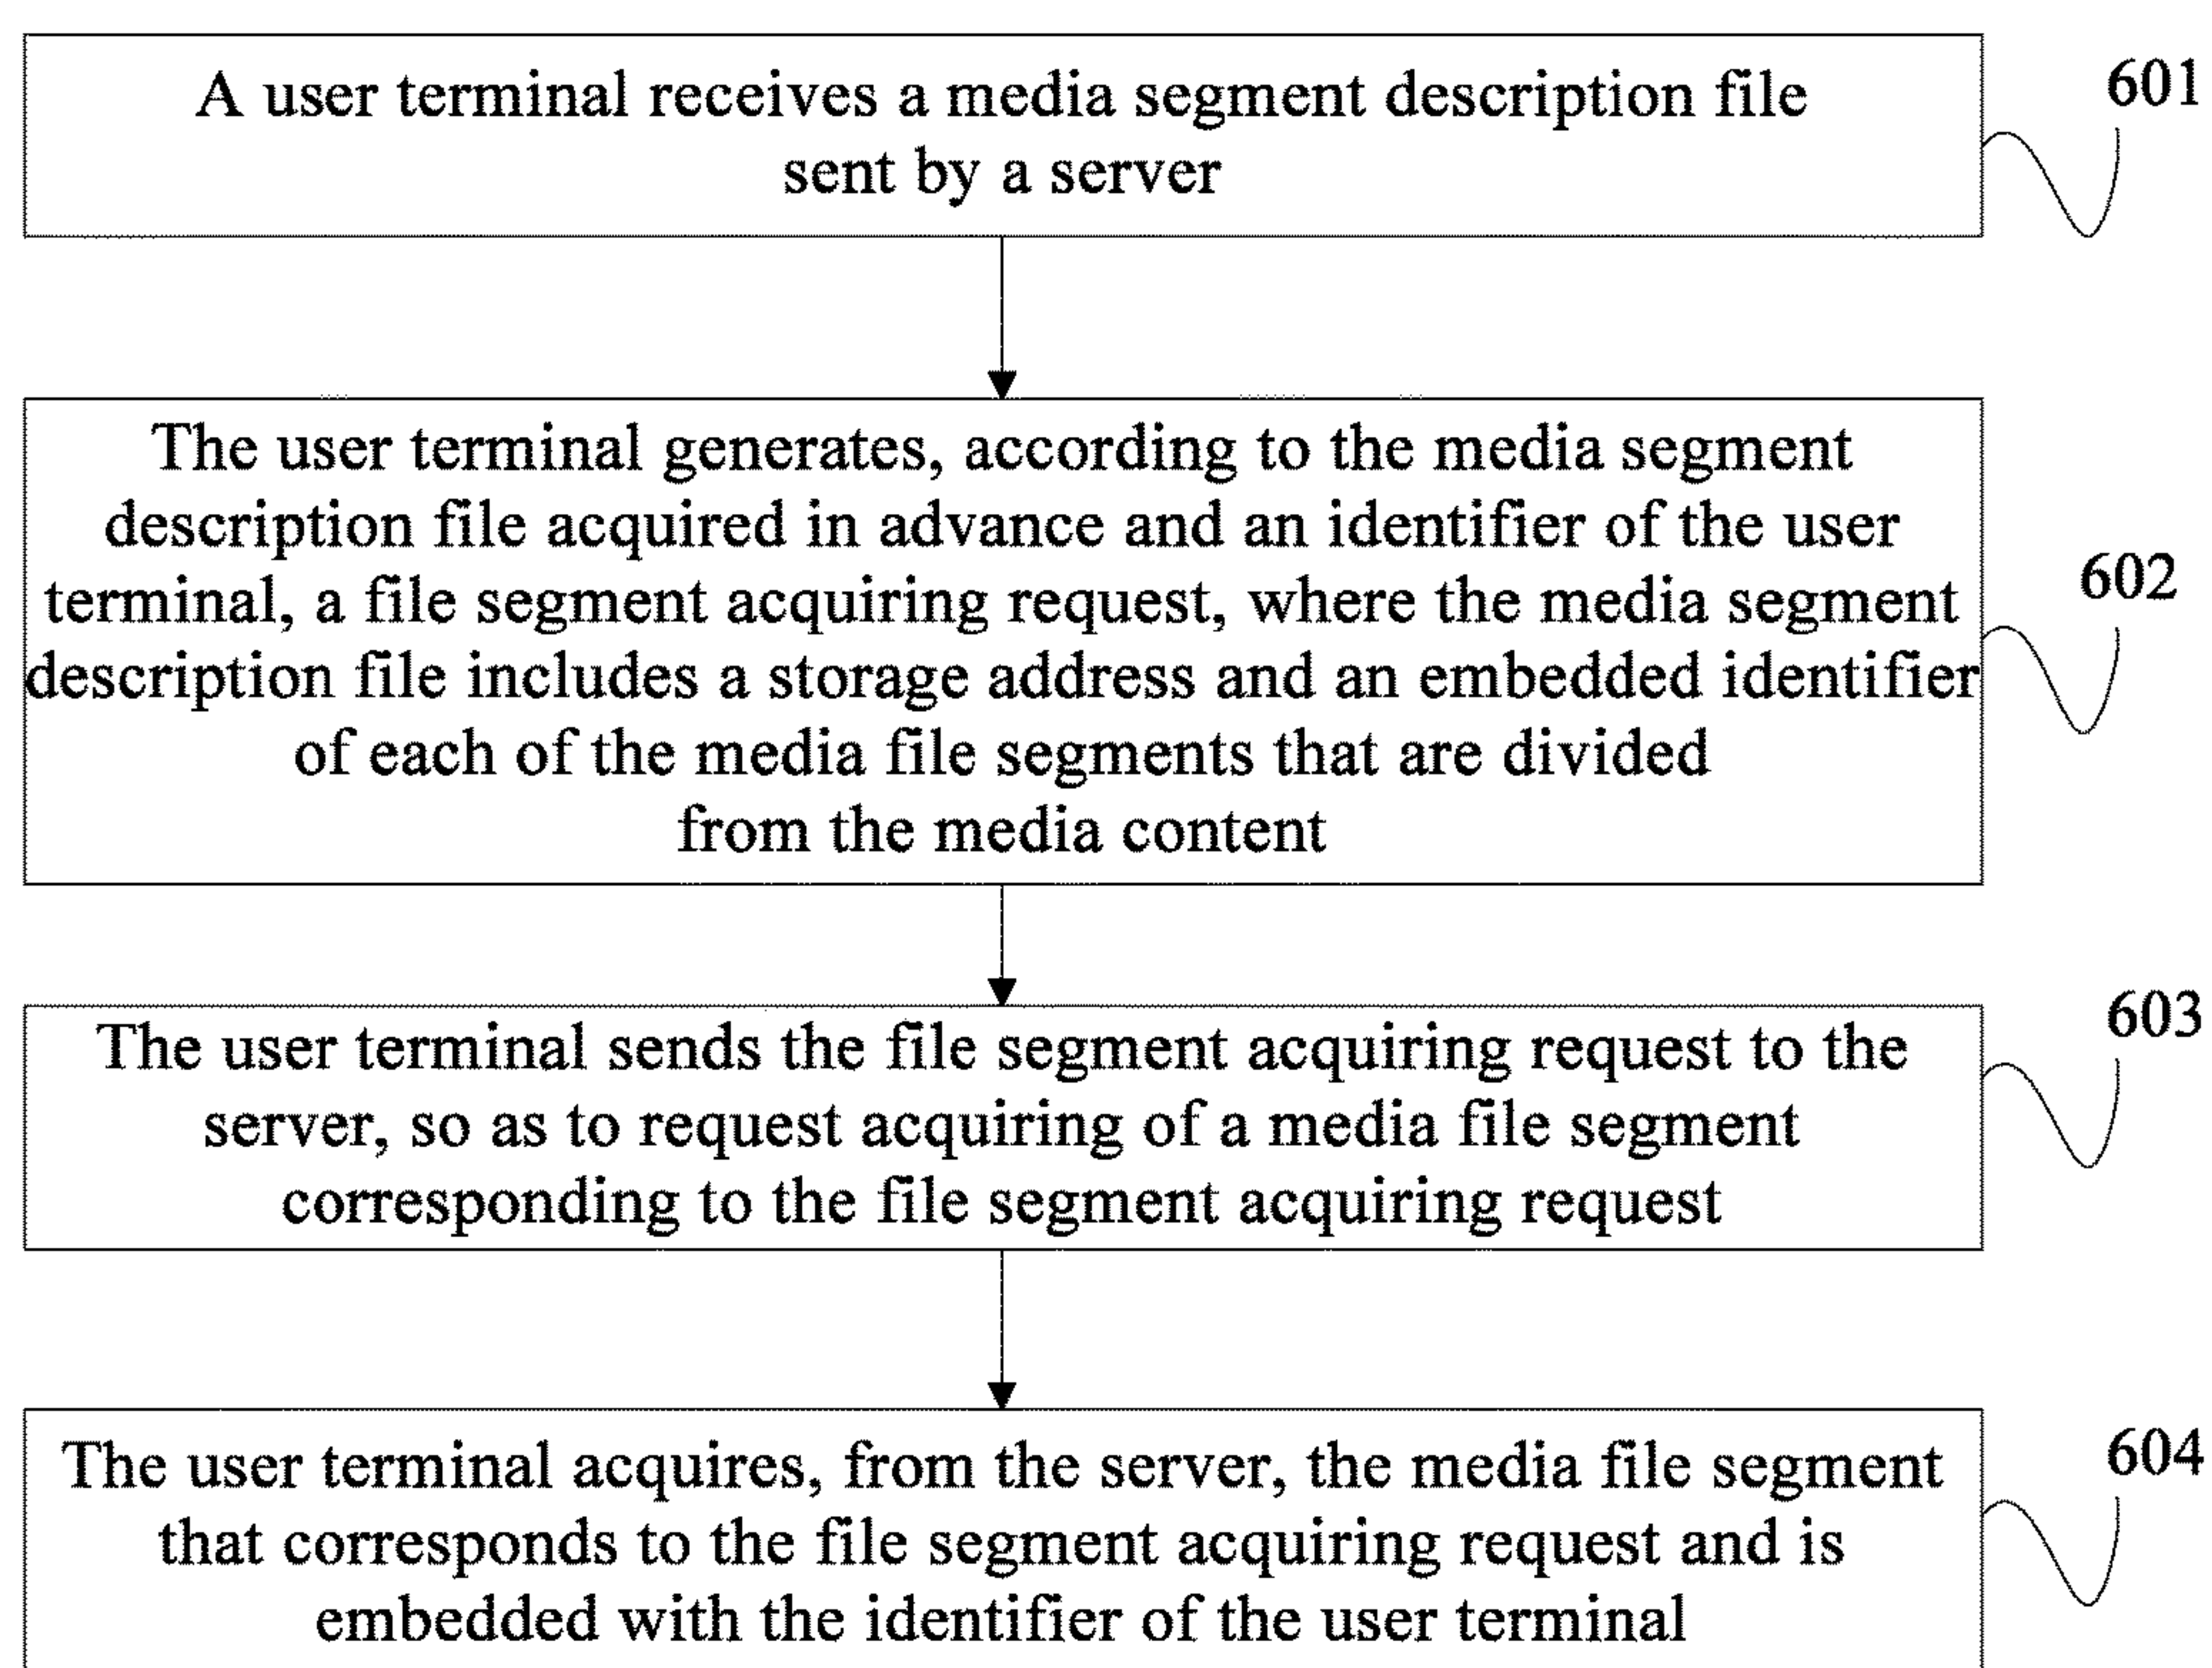 A user terminal receives a media segment description file
sent by a server
601
The user terminal generates, according to the media segment
description file acquired in advance and an identifier of the user
terminal, a file segment acquiring request, where the media segment
description file includes a storage address and an embedded identifier
of each of the media file segments that are divided
from the media content
602
The user terminal sends the file segment acquiring request to the
server, so as to request acquiring of a media file segment
corresponding to the file segment acquiring request
603
The user terminal acquires, from the server, the media file segment
that corresponds to the file segment acquiring request and is
embedded with the identifier of the user terminal
604